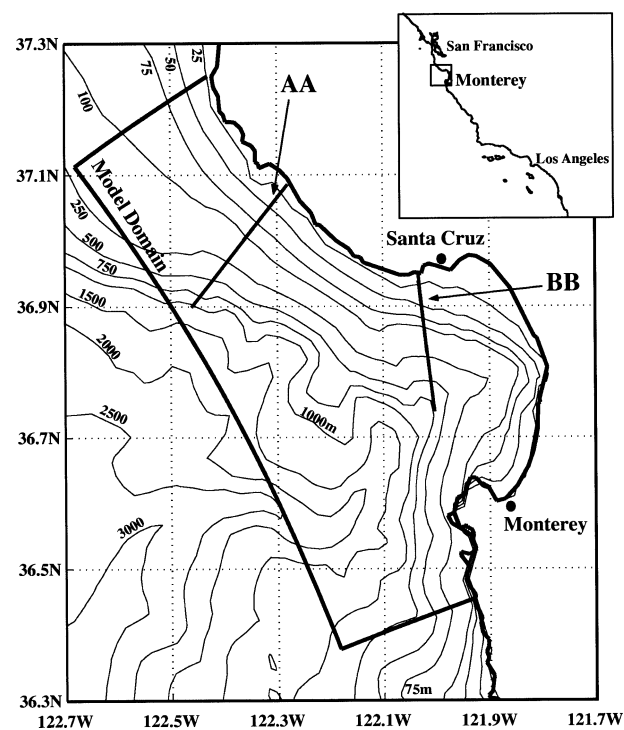 37.3N
37.1N
36.9N
36.7N
36.5N
36.3N
122.7W
122.5W
122.3W
122.1W
121.9W
121.7W
San Francisco
Monterey
Los Angeles
25
50
75
100
AA
Model Domain
250
500
750
1500
2000
2500
3000
Santa Cruz
BB
1000m
Monterey
75m